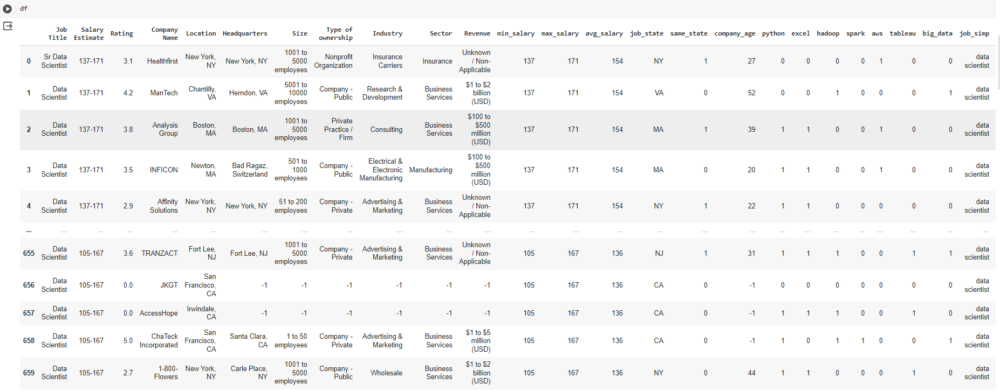 df
Job Title Salary Estimate Rating Company Name Location Headquarters Size Type of ownership Industry Sector Revenue min_salary max_salary avg_salary job_state same_state company_age python excel hadoop spark aws tableau big_data job_simp
0 Sr Data Scientist 137-171 3.1 Healthfirst New York, NY New York, NY 1001 to 5000 employees Nonprofit Organization Insurance Carriers Insurance Unknown / Non-Applicable 137 171 154 NY 1 27 0 0 0 0 1 0 0 data scientist
1 Data Scientist 137-171 4.2 ManTech Chantilly, VA Herndon, VA 5001 to 10000 employees Company - Public Research & Development Business Services $1 to $2 billion (USD) 137 171 154 VA 0 52 0 0 1 0 0 0 1 data scientist
2 Data Scientist 137-171 3.8 Analysis Group Boston, MA Boston, MA 1001 to 5000 employees Private Practice / Firm Consulting Business Services $100 to $500 million (USD) 137 171 154 MA 1 39 1 1 0 0 1 0 0 data scientist
3 Data Scientist 137-171 3.5 INFICON Newton, MA Bad Ragaz, Switzerland 501 to 1000 employees Company - Public Electrical & Electronic Manufacturing Manufacturing $100 to $500 million (USD) 137 171 154 MA 0 20 1 1 0 0 1 0 0 data scientist
4 Data Scientist 137-171 2.9 Affinity Solutions New York, NY New York, NY 51 to 200 employees Company - Private Advertising & Marketing Business Services Unknown / Non-Applicable 137 171 154 NY 1 22 1 1 0 0 0 0 0 data scientist
... ... ... ... ... ... ... ... ... ... ... ... ... ... ... ... ... ... ... ... ... ... ... ... ... ...
655 Data Scientist 105-167 3.6 TRANZACT Fort Lee, NJ Fort Lee, NJ 1001 to 5000 employees Company - Private Advertising & Marketing Business Services Unknown / Non-Applicable 105 167 136 NJ 1 31 1 1 1 0 0 1 1 data scientist
656 Data Scientist 105-167 0.0 JKGT San Francisco, CA -1 -1 -1 -1 -1 -1 105 167 136 CA 0 -1 0 0 0 0 0 0 0 data scientist
657 Data Scientist 105-167 0.0 AccessHope Irwindale, CA -1 -1 -1 -1 -1 -1 105 167 136 CA 0 -1 1 1 1 0 0 1 0 data scientist
658 Data Scientist 105-167 5.0 ChaTeck Incorporated San Francisco, CA Santa Clara, CA 1 to 50 employees Company - Private Advertising & Marketing Business Services $1 to $5 million (USD) 105 167 136 CA 0 -1 1 0 1 1 0 0 1 data scientist
659 Data Scientist 105-167 2.7 1-800-Flowers New York, NY Carle Place, NY 1001 to 5000 employees Company - Public Wholesale Business Services $1 to $2 billion (USD) 105 167 136 NY 0 44 1 1 0 0 0 1 0 data scientist